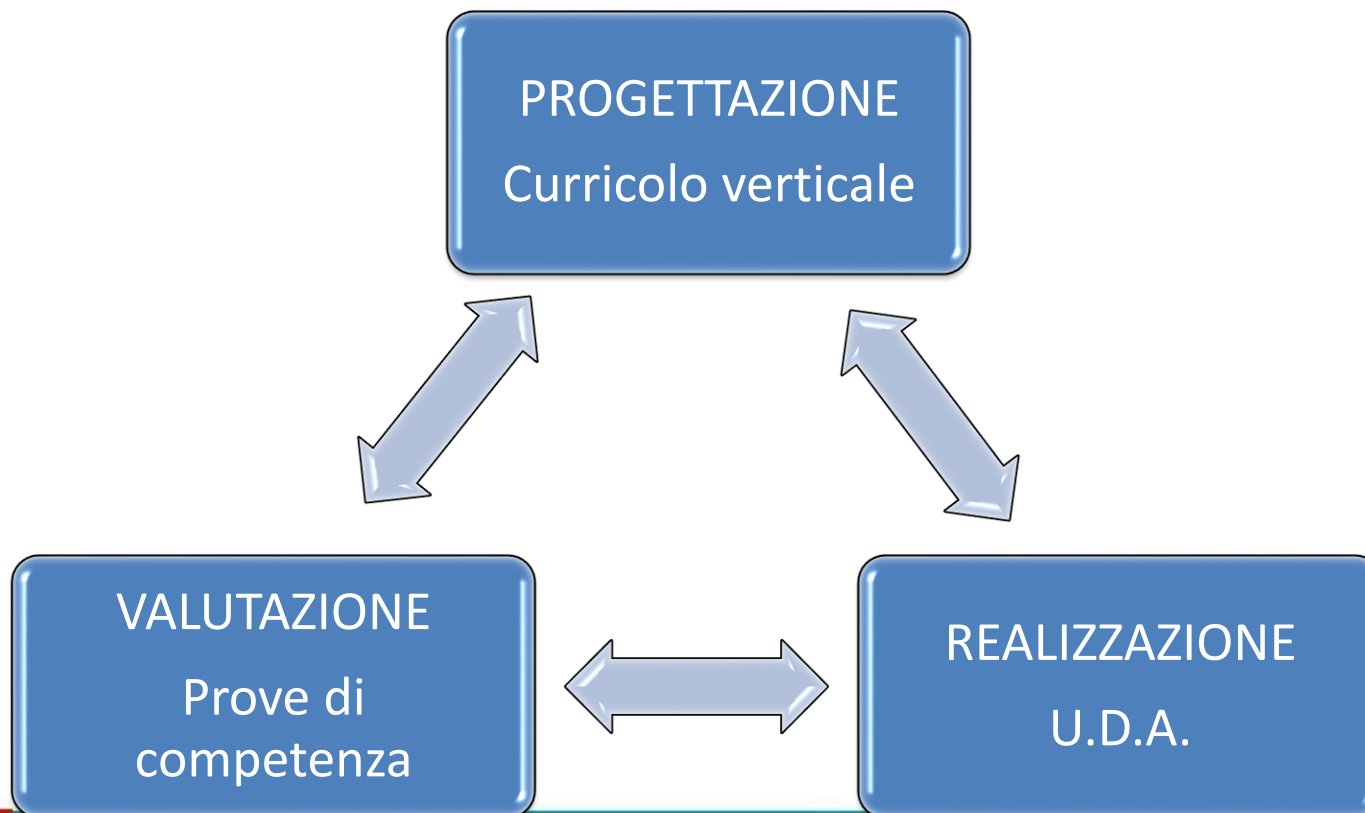 PROGETTAZIONE
Curricolo verticale
VALUTAZIONE
Prove di
competenza
REALIZZAZIONE
U.D.A.